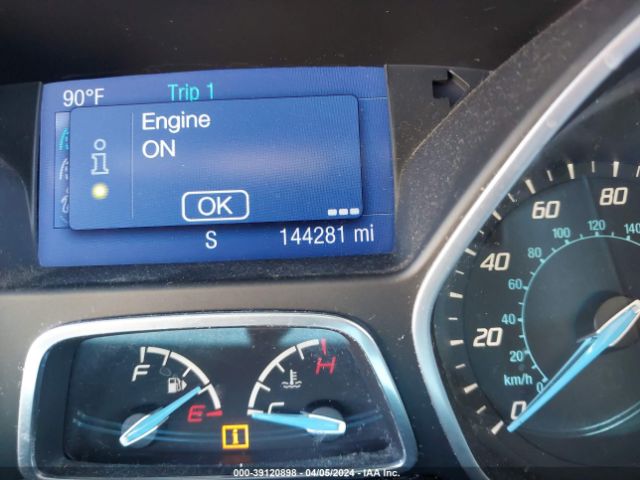 90°F Trip 1
Engine
ON
OK
S 144281 mi
F
E
H
C
i
0 20 40 60 80
0 20 40 60 80 100 120 140
km/h
000-39120898 - 04/05/2024 - IAA Inc.